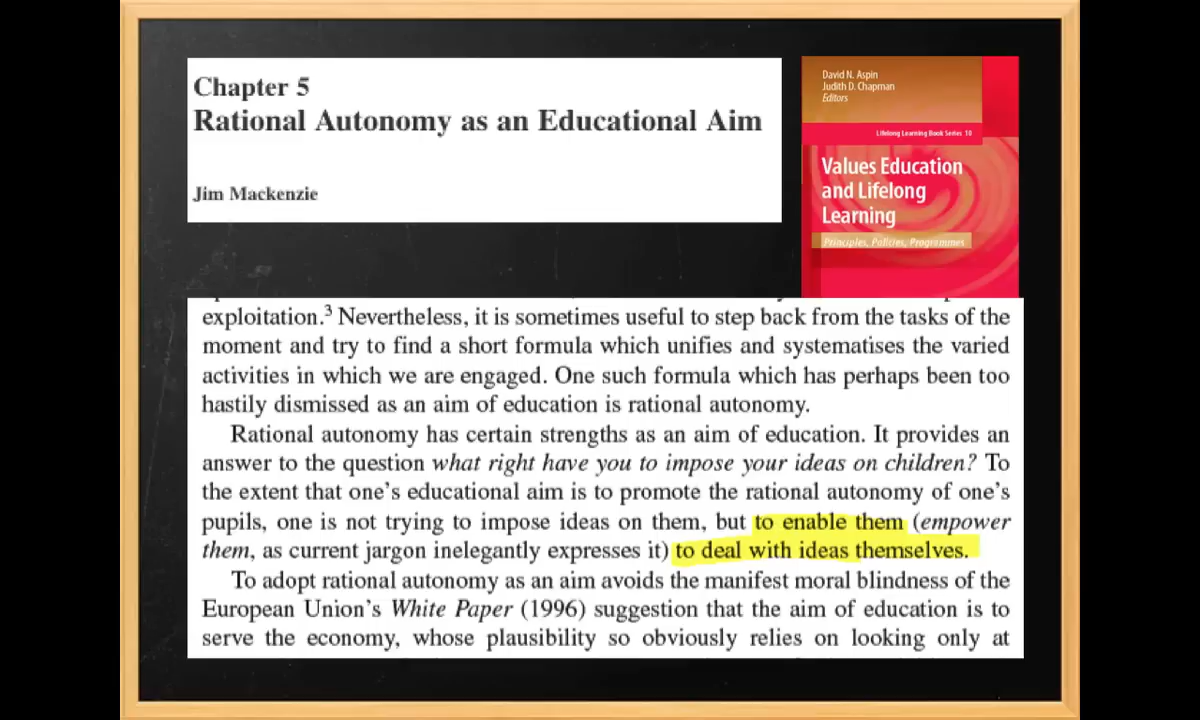 Chapter 5
Rational Autonomy as an Educational Aim
Jim Mackenzie
David N. Aspin
Judith D. Chapman
Editors
Lifelong Learning Book Series 10
Values Education
and Lifelong
Learning
Principles, Policies, Programmes
exploitation.³ Nevertheless, it is sometimes useful to step back from the tasks of the
moment and try to find a short formula which unifies and systematises the varied
activities in which we are engaged. One such formula which has perhaps been too
hastily dismissed as an aim of education is rational autonomy.
Rational autonomy has certain strengths as an aim of education. It provides an
answer to the question what right have you to impose your ideas on children? To
the extent that one's educational aim is to promote the rational autonomy of one's
pupils, one is not trying to impose ideas on them, but to enable them (empower
them, as current jargon inelegantly expresses it) to deal with ideas themselves.
To adopt rational autonomy as an aim avoids the manifest moral blindness of the
European Union's White Paper (1996) suggestion that the aim of education is to
serve the economy, whose plausibility so obviously relies on looking only at